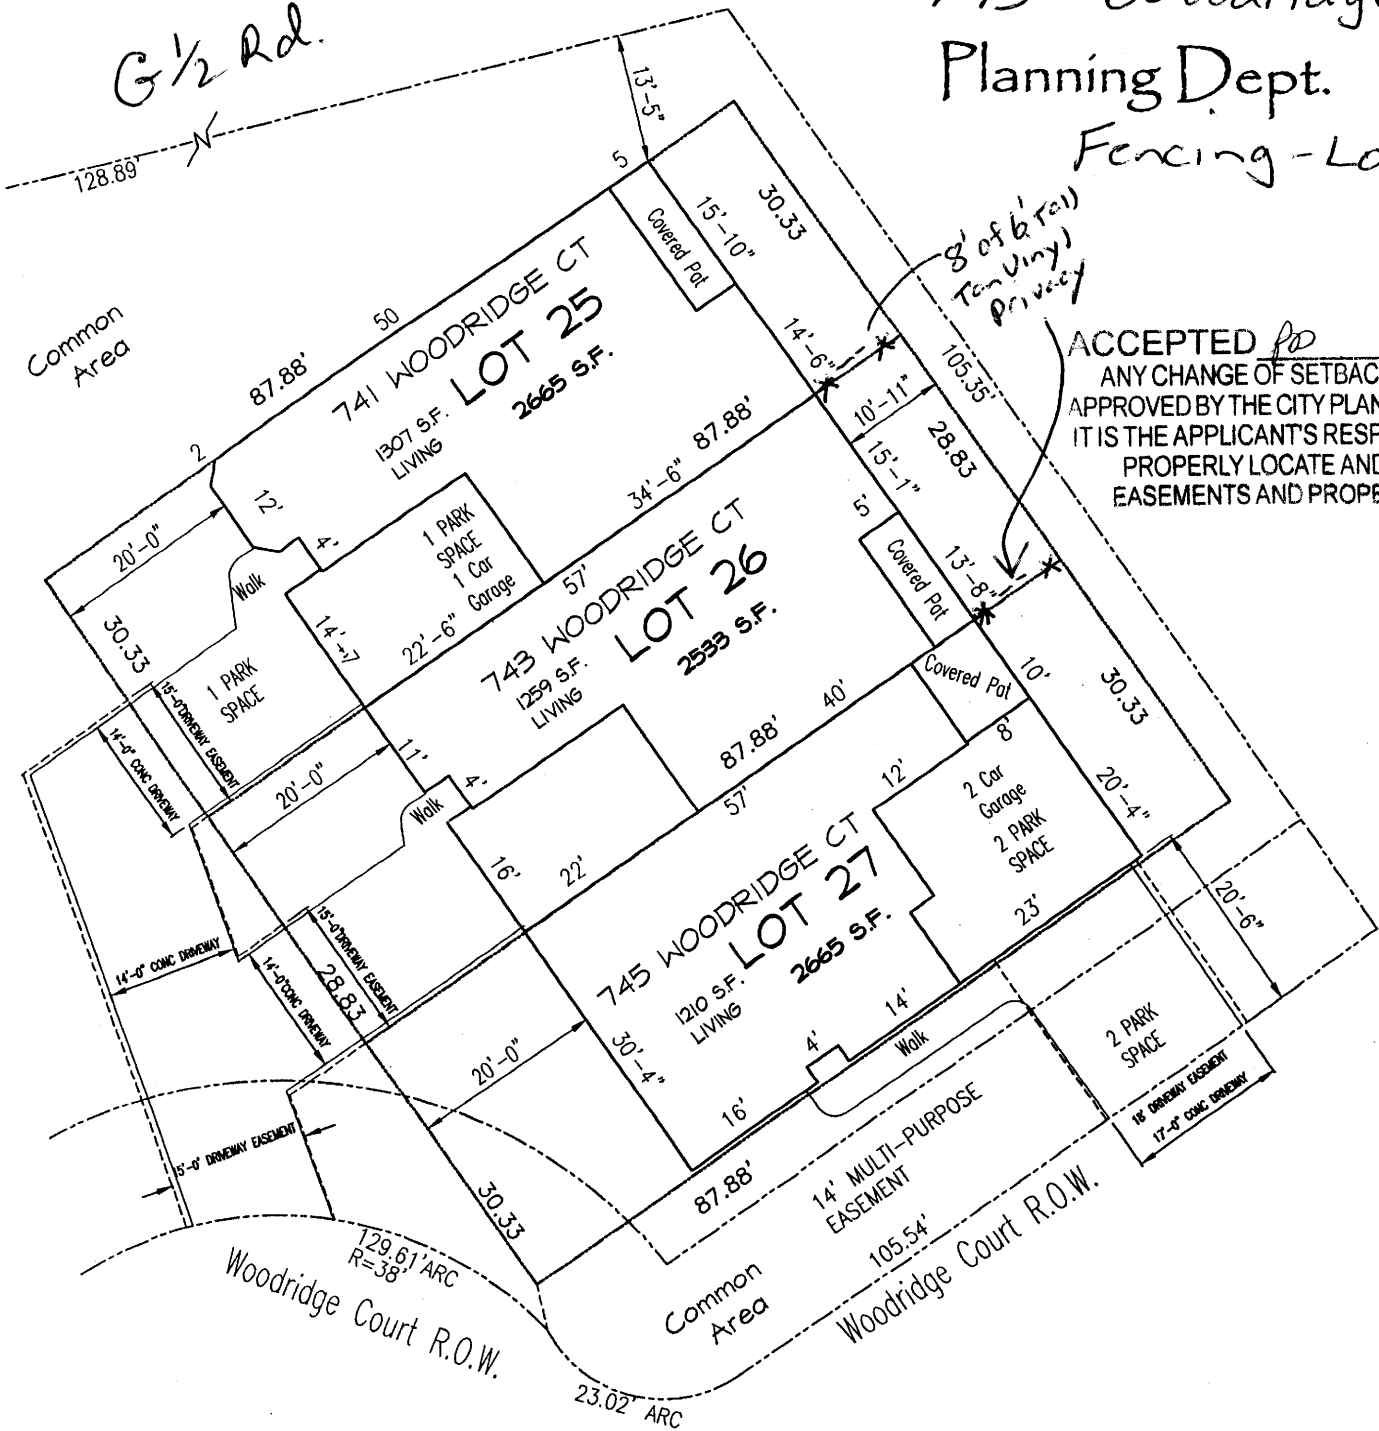 G 1/2 Rd.
Planning Dept.
Fencing - Lo
128.89'
13'-5"
5
15'-10"
30.33
Covered Pat
8' of 6' Tall
Tan Vinyl
Privacy
Common
Area
50
87.88'
741 WOODRIDGE CT
LOT 25
2665 S.F.
1307 S.F.
LIVING
14'-6"
ACCEPTED
ANY CHANGE OF SETBAC
APPROVED BY THE CITY PLAN
IT IS THE APPLICANT'S RESP
PROPERLY LOCATE AND
EASEMENTS AND PROPE
105.35'
10'-11"
28.83
15'-1"
2
12'
4'
20'-0"
Walk
1 PARK
SPACE
1 Car
Garage
34'-6"
87.88'
5'
Covered Pat
13'-8"
57'
22'-6"
30.33
1 PARK
SPACE
15'-0" DRIVEWAY EASEMENT
14'-0" CONC DRIVEWAY
743 WOODRIDGE CT
LOT 26
2533 S.F.
1259 S.F.
LIVING
Covered Pat
10'
30.33
11'
4'
20'-0"
Walk
87.88'
40'
57'
22'
16'
8'
12'
2 Car
Garage
2 PARK
SPACE
20'-4"
23'
20'-6"
745 WOODRIDGE CT
LOT 27
2665 S.F.
1210 S.F.
LIVING
14'-0" CONC DRIVEWAY
14'-0" CONC DRIVEWAY
28.83
15'-0" DRIVEWAY EASEMENT
20'-0"
30'-4"
16'
4'
14'
Walk
2 PARK
SPACE
18' DRIVEWAY EASEMENT
17'-0" CONC DRIVEWAY
5'-0" DRIVEWAY EASEMENT
30.33
87.88'
14' MULTI-PURPOSE
EASEMENT
105.54'
Woodridge Court R.O.W.
129.61' ARC
R=38'
Woodridge Court R.O.W.
Common
Area
23.02' ARC